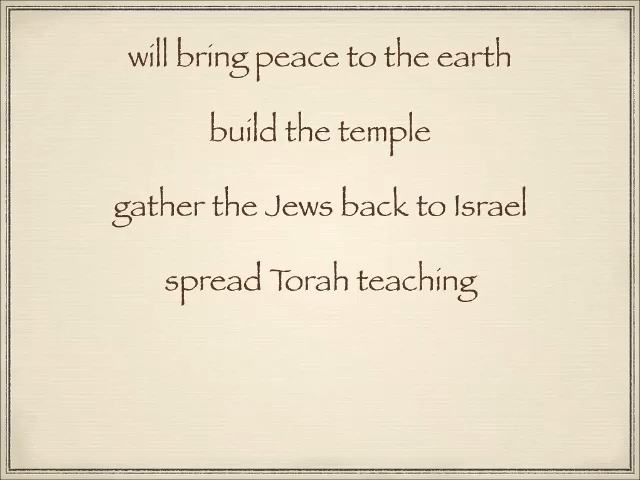 will bring peace to the earth
build the temple
gather the Jews back to Israel
spread Torah teaching